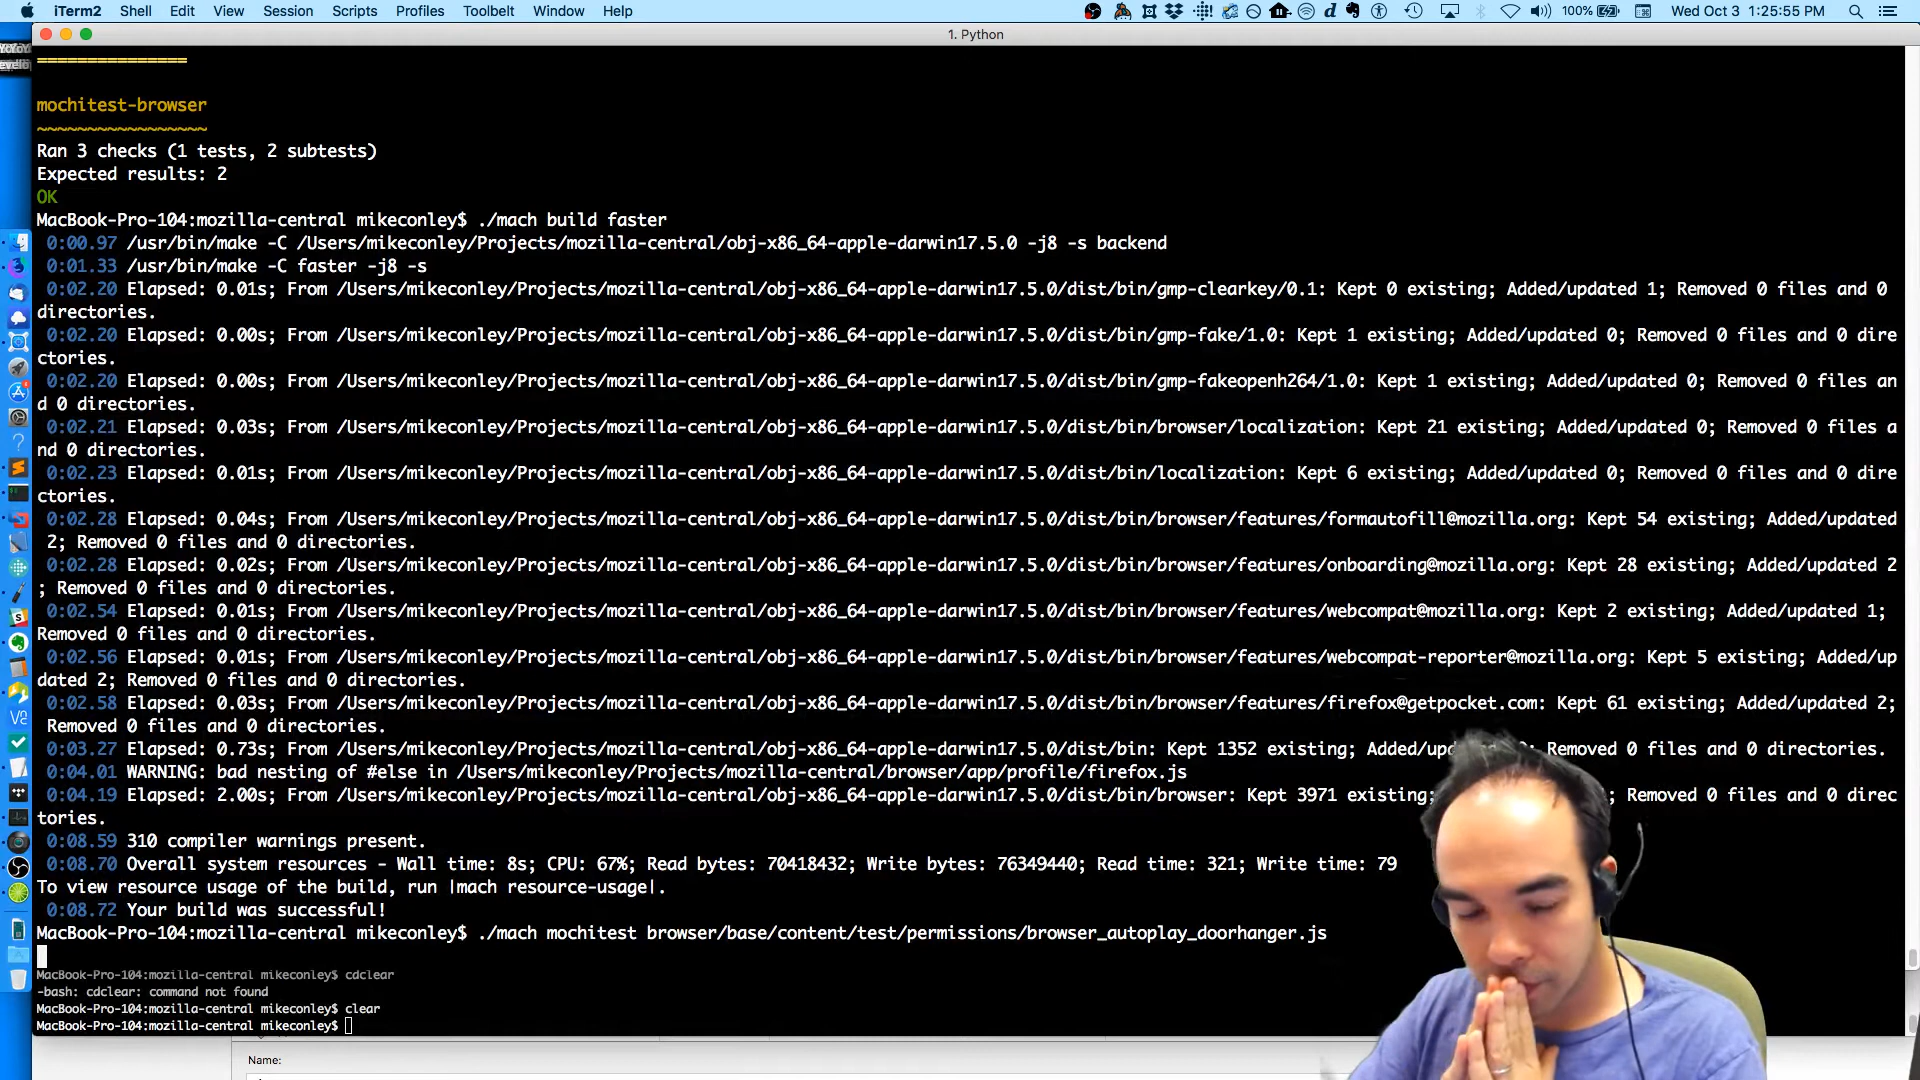 iTerm2 Shell Edit View Session Scripts Profiles Toolbelt Window Help 100% Wed Oct 3 1:25:55 PM
1. Python
===============
mochitest-browser
~~~~~~~~~~~~~~~~~
Ran 3 checks (1 tests, 2 subtests)
Expected results: 2
OK
MacBook-Pro-104:mozilla-central mikeconley$ ./mach build faster
0:00.97 /usr/bin/make -C /Users/mikeconley/Projects/mozilla-central/obj-x86_64-apple-darwin17.5.0 -j8 -s backend
0:01.33 /usr/bin/make -C faster -j8 -s
0:02.20 Elapsed: 0.01s; From /Users/mikeconley/Projects/mozilla-central/obj-x86_64-apple-darwin17.5.0/dist/bin/gmp-clearkey/0.1: Kept 0 existing; Added/updated 1; Removed 0 files and 0
directories.
0:02.20 Elapsed: 0.00s; From /Users/mikeconley/Projects/mozilla-central/obj-x86_64-apple-darwin17.5.0/dist/bin/gmp-fake/1.0: Kept 1 existing; Added/updated 0; Removed 0 files and 0 dire
ctories.
0:02.20 Elapsed: 0.00s; From /Users/mikeconley/Projects/mozilla-central/obj-x86_64-apple-darwin17.5.0/dist/bin/gmp-fakeopenh264/1.0: Kept 1 existing; Added/updated 0; Removed 0 files an
d 0 directories.
0:02.21 Elapsed: 0.03s; From /Users/mikeconley/Projects/mozilla-central/obj-x86_64-apple-darwin17.5.0/dist/bin/browser/localization: Kept 21 existing; Added/updated 0; Removed 0 files a
nd 0 directories.
0:02.23 Elapsed: 0.01s; From /Users/mikeconley/Projects/mozilla-central/obj-x86_64-apple-darwin17.5.0/dist/bin/localization: Kept 6 existing; Added/updated 0; Removed 0 files and 0 dire
ctories.
0:02.28 Elapsed: 0.04s; From /Users/mikeconley/Projects/mozilla-central/obj-x86_64-apple-darwin17.5.0/dist/bin/browser/features/formautofill@mozilla.org: Kept 54 existing; Added/updated
2; Removed 0 files and 0 directories.
0:02.28 Elapsed: 0.02s; From /Users/mikeconley/Projects/mozilla-central/obj-x86_64-apple-darwin17.5.0/dist/bin/browser/features/onboarding@mozilla.org: Kept 28 existing; Added/updated 2
; Removed 0 files and 0 directories.
0:02.54 Elapsed: 0.01s; From /Users/mikeconley/Projects/mozilla-central/obj-x86_64-apple-darwin17.5.0/dist/bin/browser/features/webcompat@mozilla.org: Kept 2 existing; Added/updated 1;
Removed 0 files and 0 directories.
0:02.56 Elapsed: 0.01s; From /Users/mikeconley/Projects/mozilla-central/obj-x86_64-apple-darwin17.5.0/dist/bin/browser/features/webcompat-reporter@mozilla.org: Kept 5 existing; Added/up
dated 2; Removed 0 files and 0 directories.
0:02.58 Elapsed: 0.03s; From /Users/mikeconley/Projects/mozilla-central/obj-x86_64-apple-darwin17.5.0/dist/bin/browser/features/firefox@getpocket.com: Kept 61 existing; Added/updated 2;
Removed 0 files and 0 directories.
0:03.27 Elapsed: 0.73s; From /Users/mikeconley/Projects/mozilla-central/obj-x86_64-apple-darwin17.5.0/dist/bin: Kept 1352 existing; Removed 0 files and 0 directories.
0:04.01 WARNING: bad nesting of #else in /Users/mikeconley/Projects/mozilla-central/browser/app/profile/firefox.js
0:04.19 Elapsed: 2.00s; From /Users/mikeconley/Projects/mozilla-central/obj-x86_64-apple-darwin17.5.0/dist/bin/browser: Kept 3971 existing; ; Removed 0 files and 0 direc
tories.
0:08.59 310 compiler warnings present.
0:08.70 Overall system resources - Wall time: 8s; CPU: 67%; Read bytes: 70418432; Write bytes: 76349440; Read time: 321; Write time: 79
To view resource usage of the build, run |mach resource-usage|.
0:08.72 Your build was successful!
MacBook-Pro-104:mozilla-central mikeconley$ ./mach mochitest browser/base/content/test/permissions/browser_autoplay_doorhanger.js
MacBook-Pro-104:mozilla-central mikeconley$ cdclear
-bash: cdclear: command not found
MacBook-Pro-104:mozilla-central mikeconley$ clear
MacBook-Pro-104:mozilla-central mikeconley$
Name: